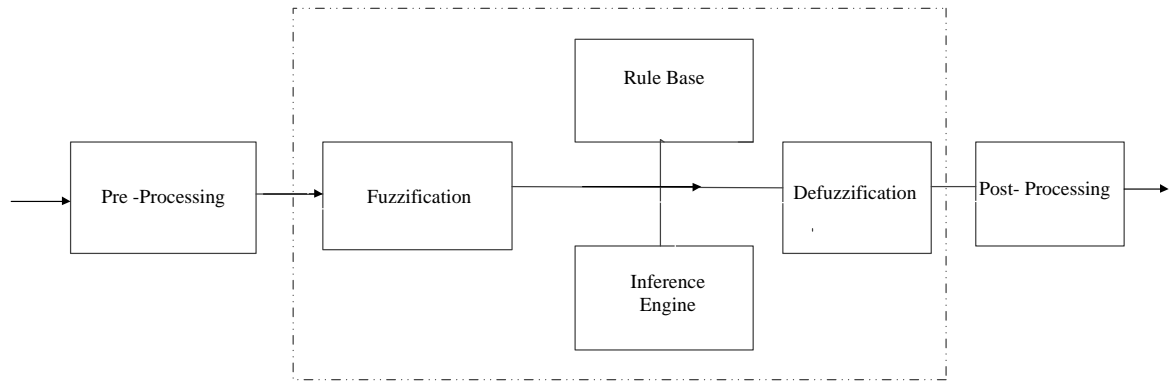 Rule Base
Pre -Processing
Fuzzification
Defuzzification
Post- Processing
Inference
Engine